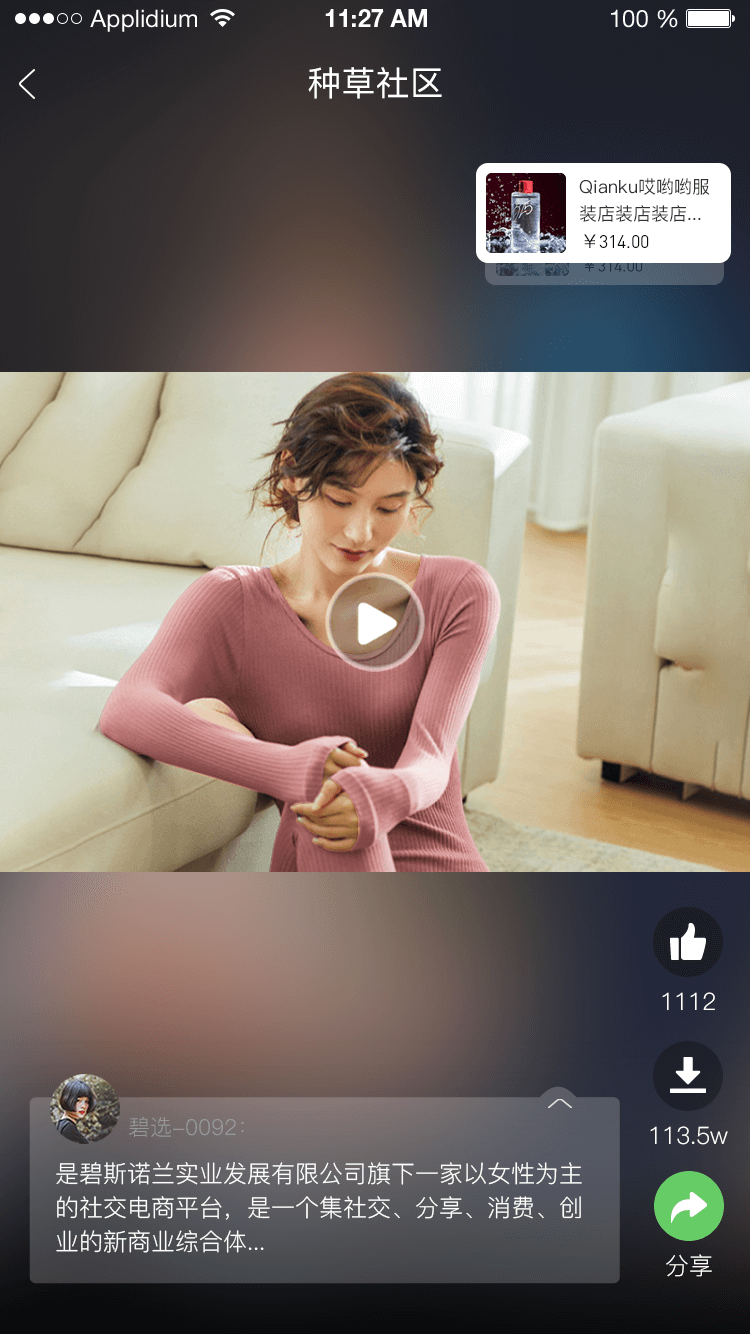 Applidium 11:27 AM 100 %
种草社区
Qianku哎哟哟服
装店装店装店...
￥314.00
￥314.00
1112
113.5w
碧选-0092:
是碧斯诺兰实业发展有限公司旗下一家以女性为主
的社交电商平台，是一个集社交、分享、消费、创
业的新商业综合体...
分享